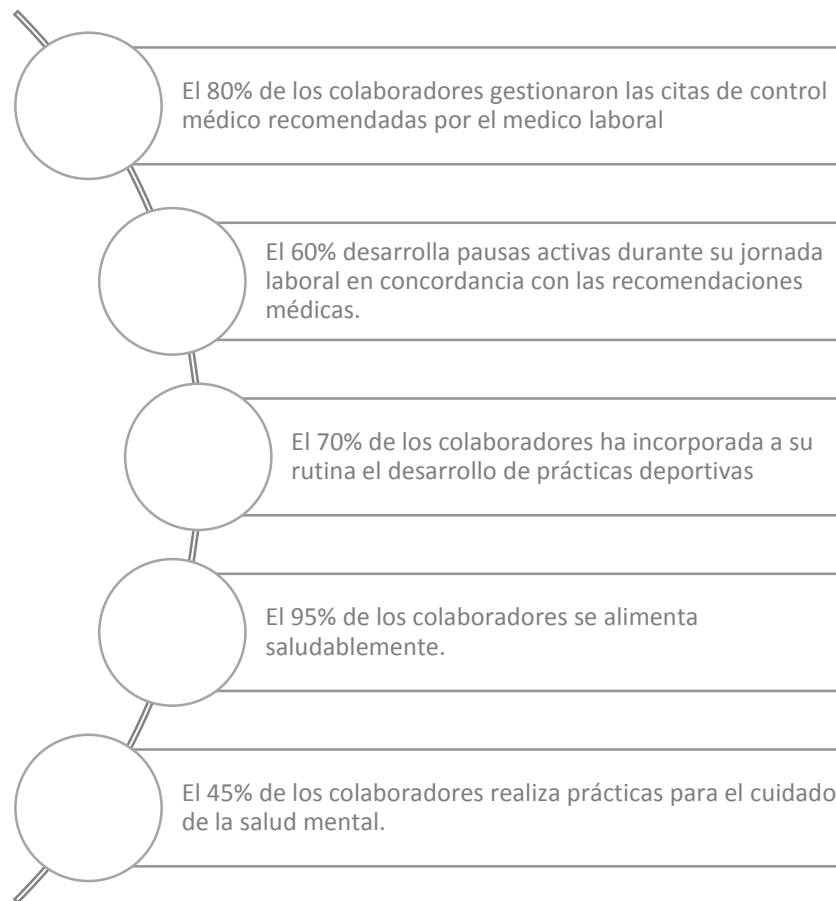 El 80% de los colaboradores gestionaron las citas de control
médico recomendadas por el medico laboral
El 60% desarrolla pausas activas durante su jornada
laboral en concordancia con las recomendaciones
médicas.
El 70% de los colaboradores ha incorporada a su
rutina el desarrollo de prácticas deportivas
El 95% de los colaboradores se alimenta
saludablemente.
El 45% de los colaboradores realiza prácticas para el cuidado
de la salud mental.